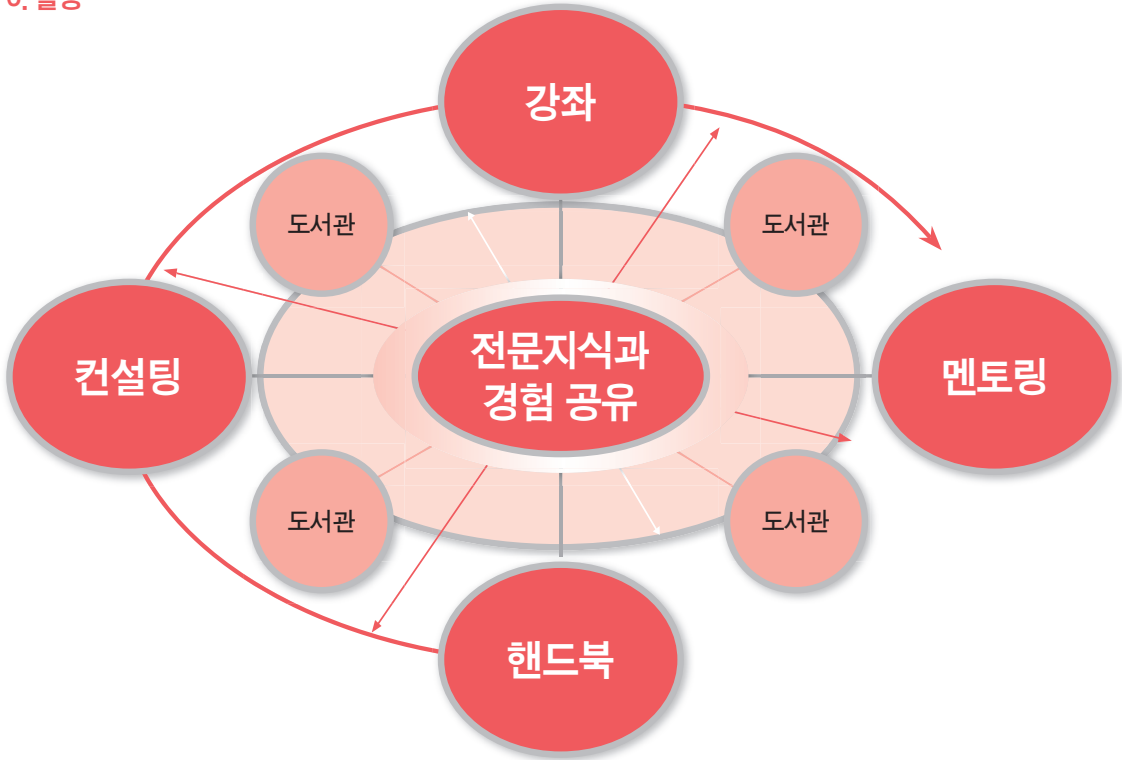 강좌
도서관
도서관
컨설팅
전문지식과
경험 공유
멘토링
도서관
도서관
핸드북